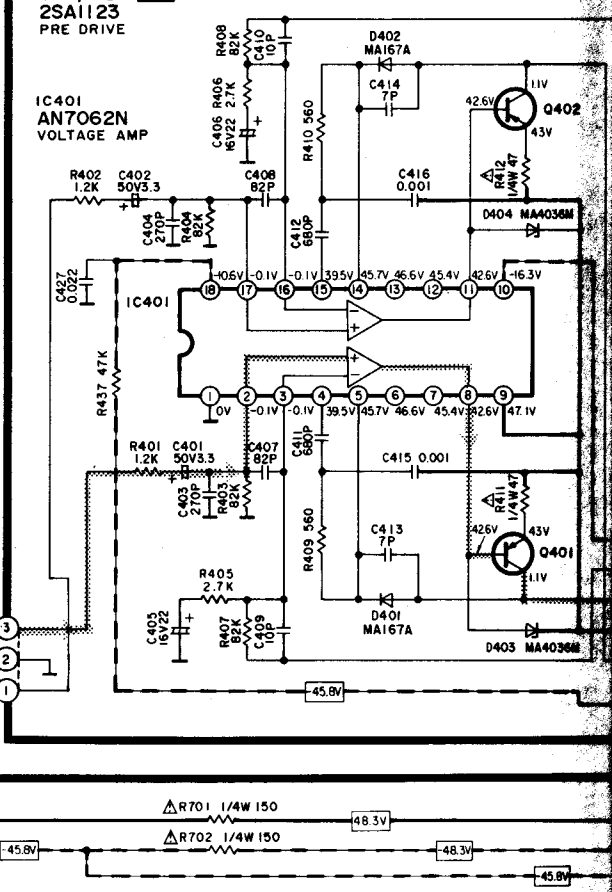 2SA1123
PRE DRIVE
IC401
AN7062N
VOLTAGE AMP
R408
82K
C410
10P
R406
2.7K
C406
16V22
+
R410 560
D402
MA167A
C414
7P
1.1V
42.6V
Q402
43V
R412
1/4W 47
R402
1.2K
C402
50V3.3
+
C408
82P
C416
0.001
C404
270P
R404
82K
C412
680P
D404 MA4036M
C427
0.022
-10.6V
-0.1V
-0.1V
39.5V
45.7V
46.6V
45.4V
42.6V
-16.3V
18
17
16
15
14
13
12
11
10
IC401
−
+
+
−
R437 47K
1
2
3
4
5
6
7
8
9
0V
-0.1V
-0.1V
39.5V
45.7V
46.6V
45.4V
42.6V
47.1V
R401
1.2K
C401
50V3.3
+
C407
82P
C411
680P
C415 0.001
C403
270P
R403
82K
R411
1/4W47
R409 560
C413
7P
42.6V
43V
Q401
1.1V
R405
2.7K
C405
16V22
+
R407
82K
C409
10P
D401
MA167A
D403 MA4036M
3
2
1
-45.8V
R701 1/4W 150
48.3V
R702 1/4W 150
-45.8V
-48.3V
-45.8V